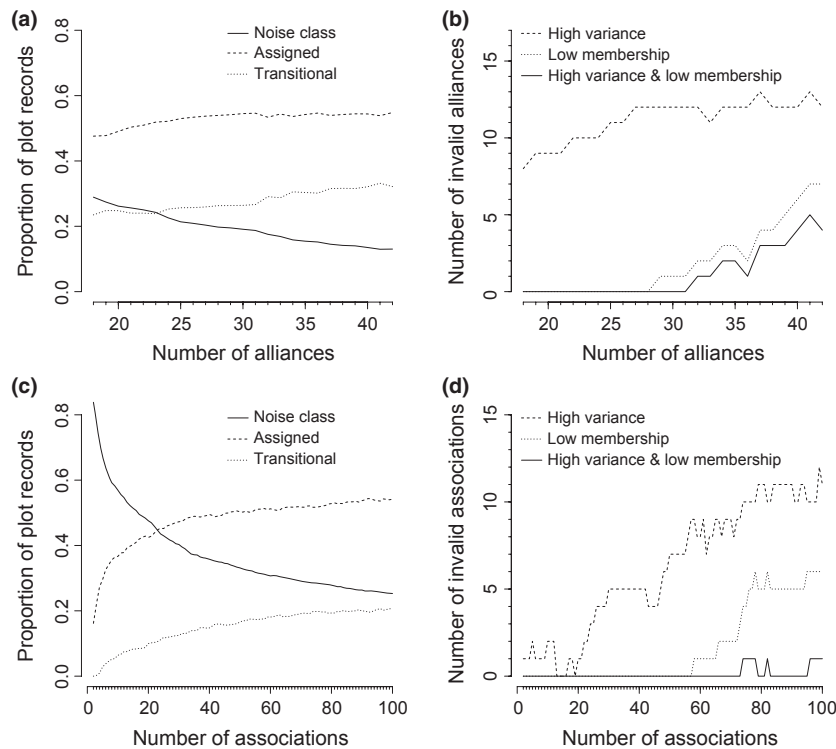 (a)
Noise class
Assigned
Transitional
Proportion of plot records
0.0 0.2 0.4 0.6 0.8
20 25 30 35 40
Number of alliances
(b)
High variance
Low membership
High variance & low membership
Number of invalid alliances
0 5 10 15
20 25 30 35 40
Number of alliances
(c)
Noise class
Assigned
Transitional
Proportion of plot records
0.0 0.2 0.4 0.6 0.8
0 20 40 60 80 100
Number of associations
(d)
High variance
Low membership
High variance & low membership
Number of invalid associations
0 5 10 15
0 20 40 60 80 100
Number of associations